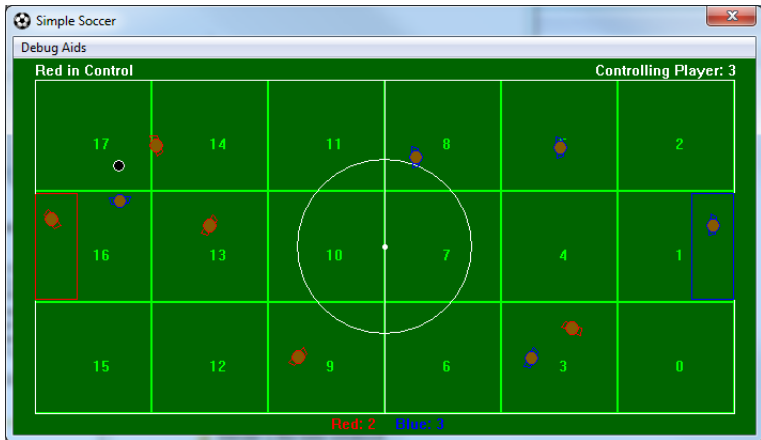 Simple Soccer
Debug Aids
Red in Control Controlling Player: 3
17 14 11 8 2
16 13 10 7 4 1
15 12 9 6 3 0
Red: 2 Blue: 3